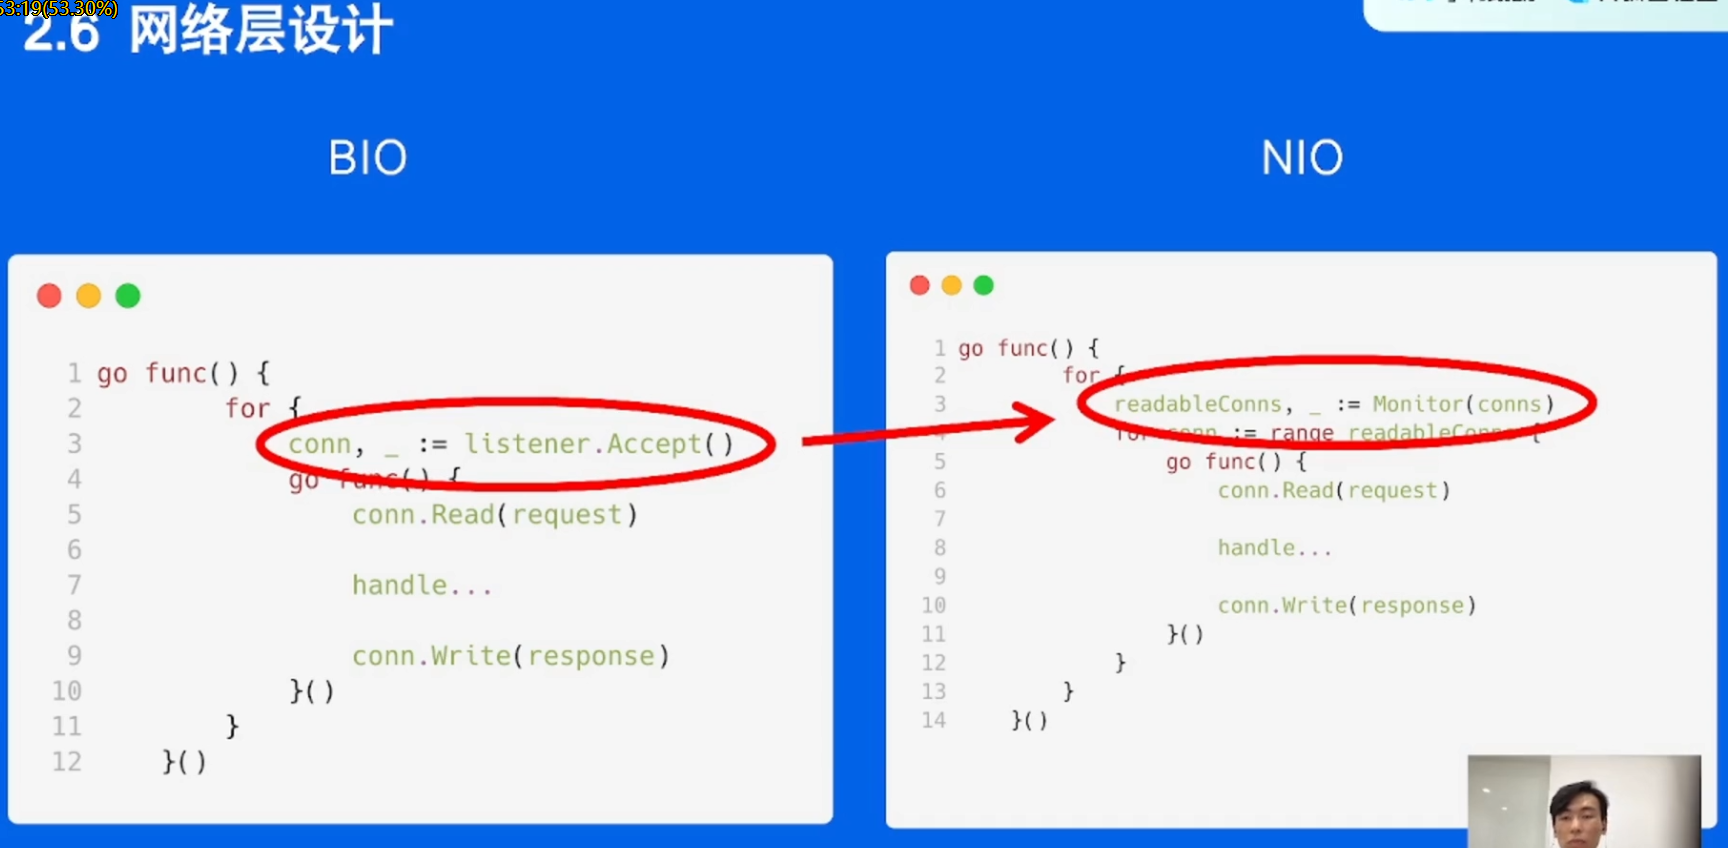 53:19(53.30%)
2.6 网络层设计
BIO
NIO
1 go func() {
2 for {
3 conn, _ := listener.Accept()
4 go func() {
5 conn.Read(request)
6
7 handle...
8
9 conn.Write(response)
10 }()
11 }
12 }()
1 go func() {
2 for {
3 readableConns, _ := Monitor(conns)
4 for conn := range readableConns {
5 go func() {
6 conn.Read(request)
7
8 handle...
9
10 conn.Write(response)
11 }()
12 }
13 }
14 }()